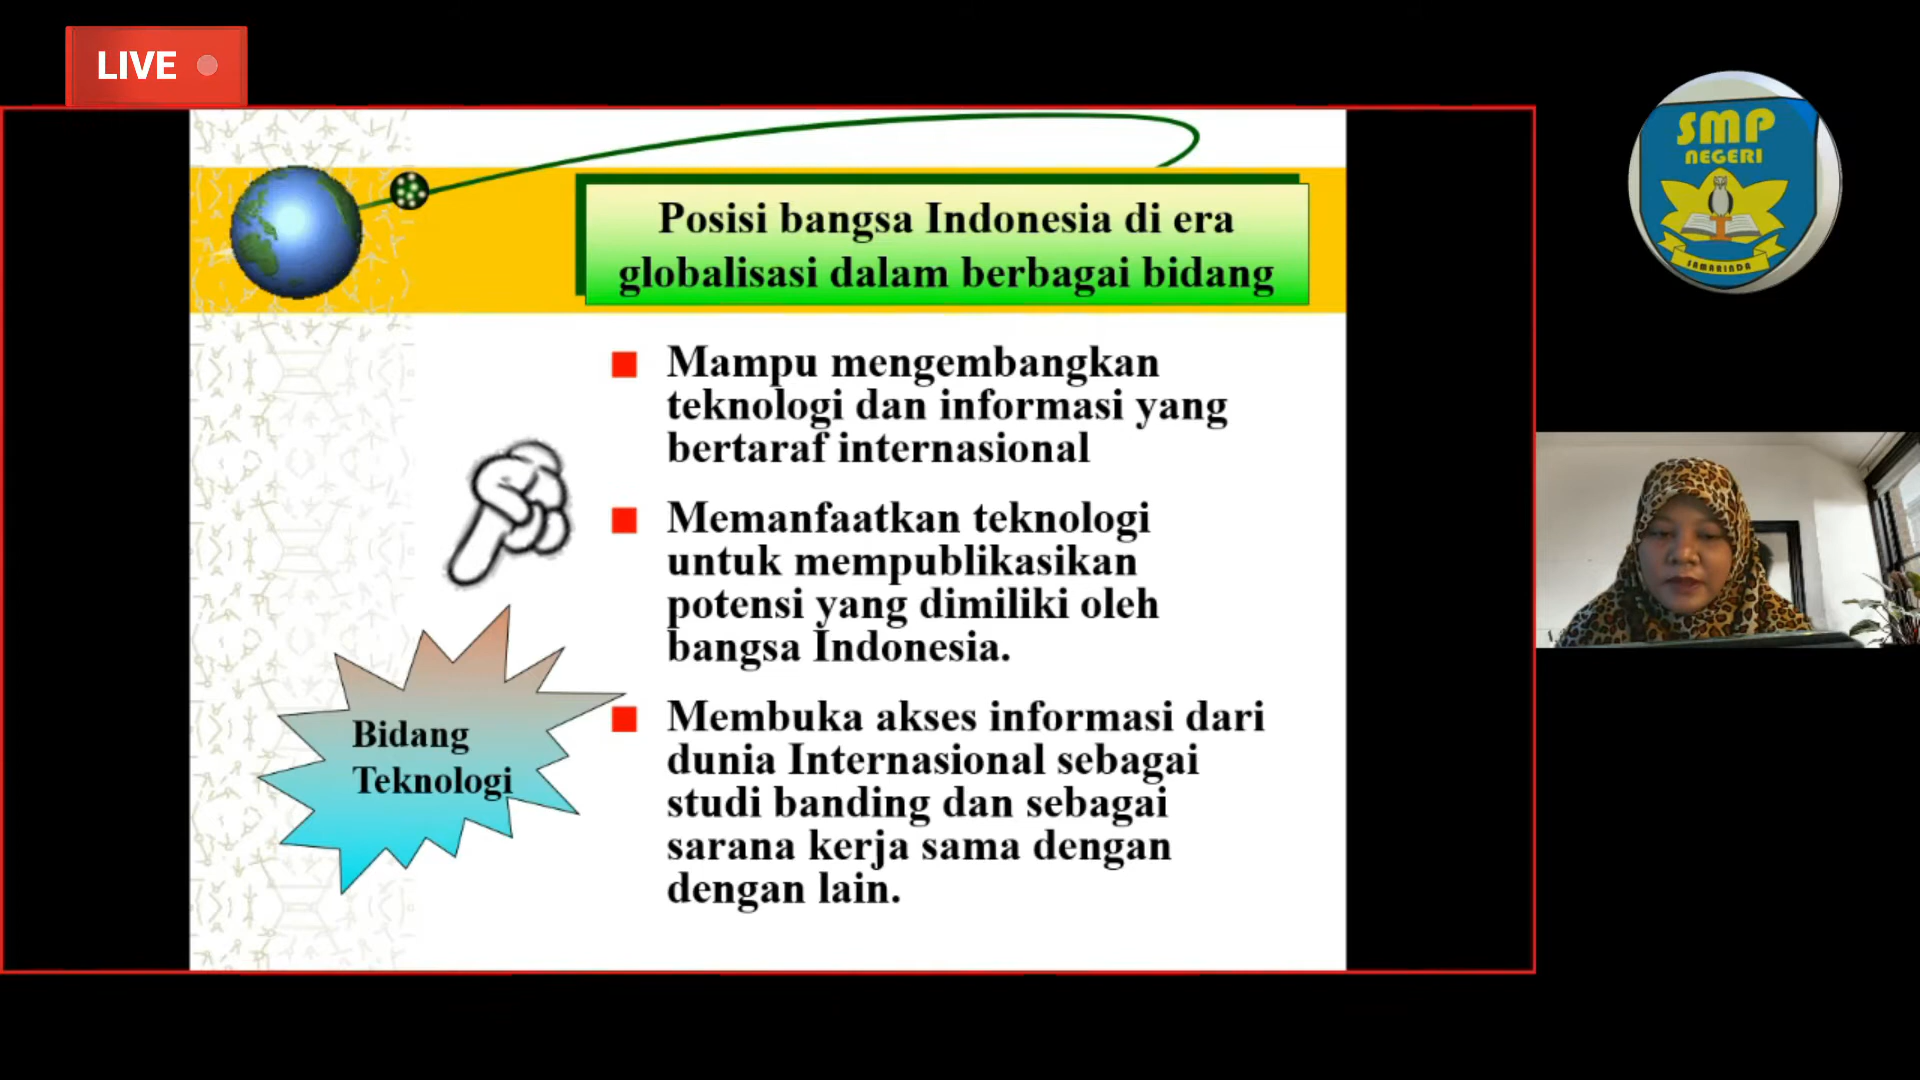 LIVE
SMP
NEGERI
SAMARINDA
Posisi bangsa Indonesia di era
globalisasi dalam berbagai bidang
Mampu mengembangkan
teknologi dan informasi yang
bertaraf internasional
Memanfaatkan teknologi
untuk mempublikasikan
potensi yang dimiliki oleh
bangsa Indonesia.
Bidang
Teknologi
Membuka akses informasi dari
dunia Internasional sebagai
studi banding dan sebagai
sarana kerja sama dengan
dengan lain.